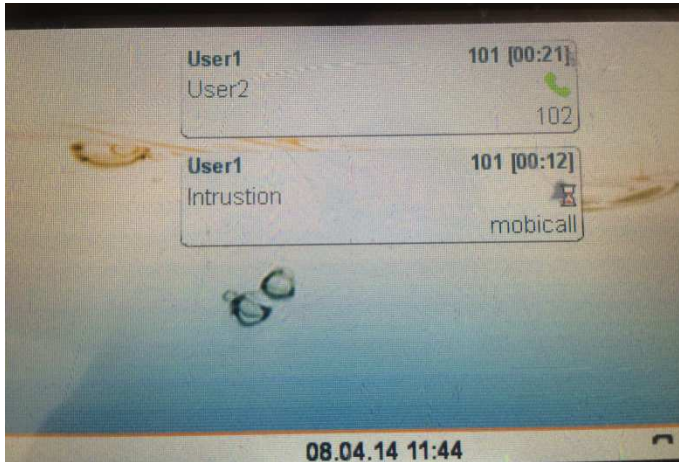 User1 101 [00:21]
User2
102
User1 101 [00:12]
Intrustion
mobicall
08.04.14 11:44